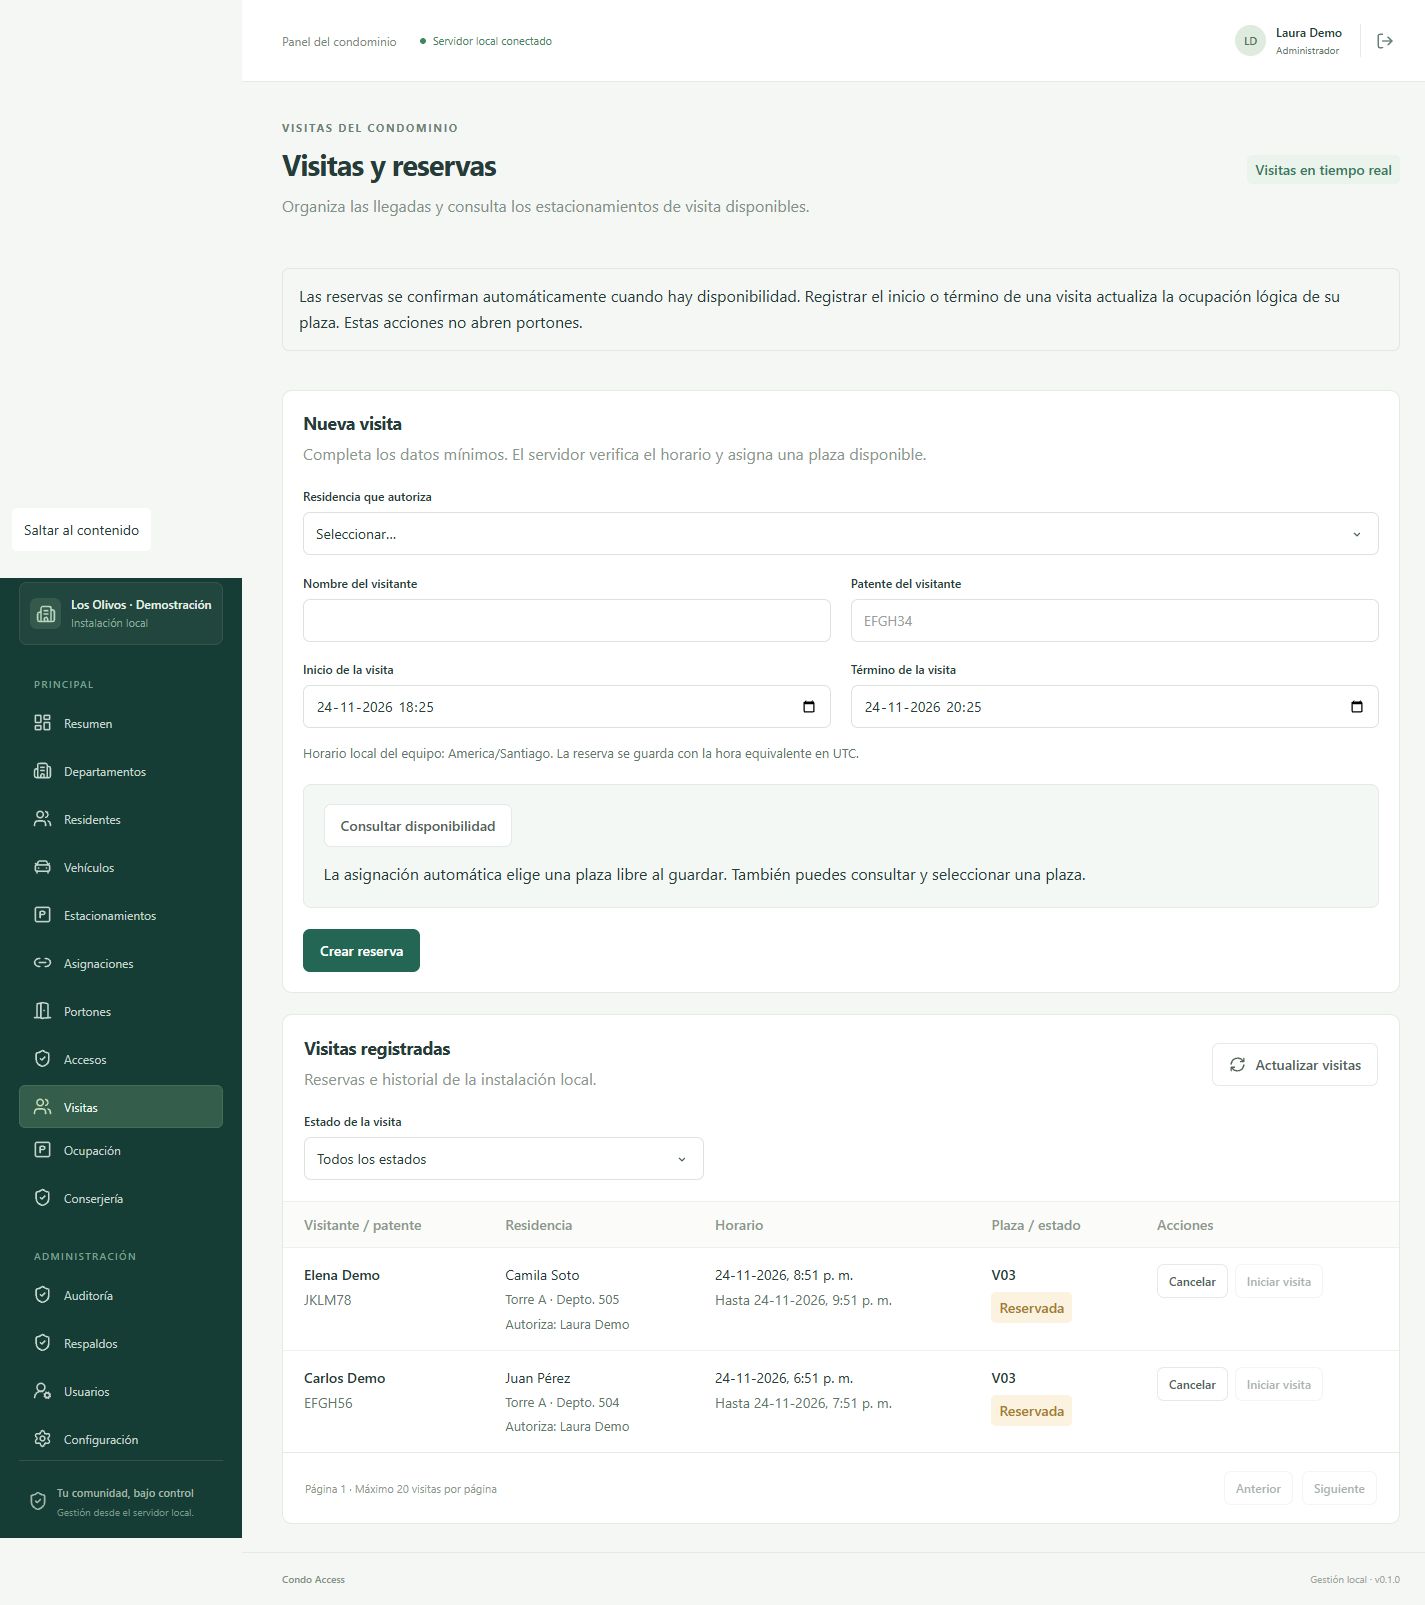 Panel del condominio
Servidor local conectado
LD
Laura Demo
Administrador
VISITAS DEL CONDOMINIO
Visitas y reservas
Visitas en tiempo real
Organiza las llegadas y consulta los estacionamientos de visita disponibles.
Las reservas se confirman automáticamente cuando hay disponibilidad. Registrar el inicio o término de una visita actualiza la ocupación lógica de su
plaza. Estas acciones no abren portones.
Nueva visita
Completa los datos mínimos. El servidor verifica el horario y asigna una plaza disponible.
Residencia que autoriza
Seleccionar...
Nombre del visitante
Patente del visitante
EFGH34
Inicio de la visita
Término de la visita
24-11-2026 18:25
24-11-2026 20:25
Horario local del equipo: America/Santiago. La reserva se guarda con la hora equivalente en UTC.
Consultar disponibilidad
La asignación automática elige una plaza libre al guardar. También puedes consultar y seleccionar una plaza.
Crear reserva
Visitas registradas
Reservas e historial de la instalación local.
Actualizar visitas
Estado de la visita
Todos los estados
Visitante / patente
Residencia
Horario
Plaza / estado
Acciones
Elena Demo
JKLM78
Camila Soto
Torre A · Depto. 505
Autoriza: Laura Demo
24-11-2026, 8:51 p. m.
Hasta 24-11-2026, 9:51 p. m.
V03
Reservada
Cancelar
Iniciar visita
Carlos Demo
EFGH56
Juan Pérez
Torre A · Depto. 504
Autoriza: Laura Demo
24-11-2026, 6:51 p. m.
Hasta 24-11-2026, 7:51 p. m.
V03
Reservada
Cancelar
Iniciar visita
Página 1 · Máximo 20 visitas por página
Anterior
Siguiente
Saltar al contenido
Los Olivos · Demostración
Instalación local
PRINCIPAL
Resumen
Departamentos
Residentes
Vehículos
Estacionamientos
Asignaciones
Portones
Accesos
Visitas
Ocupación
Conserjería
ADMINISTRACIÓN
Auditoría
Respaldos
Usuarios
Configuración
Tu comunidad, bajo control
Gestión desde el servidor local.
Condo Access
Gestión local · v0.1.0